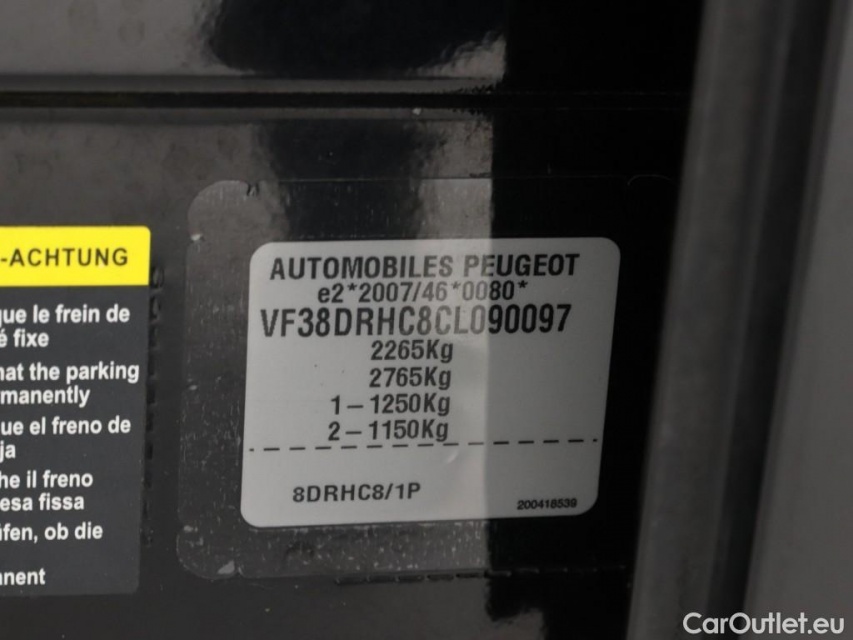 -ACHTUNG
que le frein de
é fixe
hat the parking
manently
ue el freno de
ja
he il freno
esa fissa
fen, ob die
nent
AUTOMOBILES PEUGEOT
e2*2007/46*0080*
VF38DRHC8CL090097
2265Kg
2765Kg
1–1250Kg
2–1150Kg
8DRHC8/1P
200418539
CarOutlet.eu